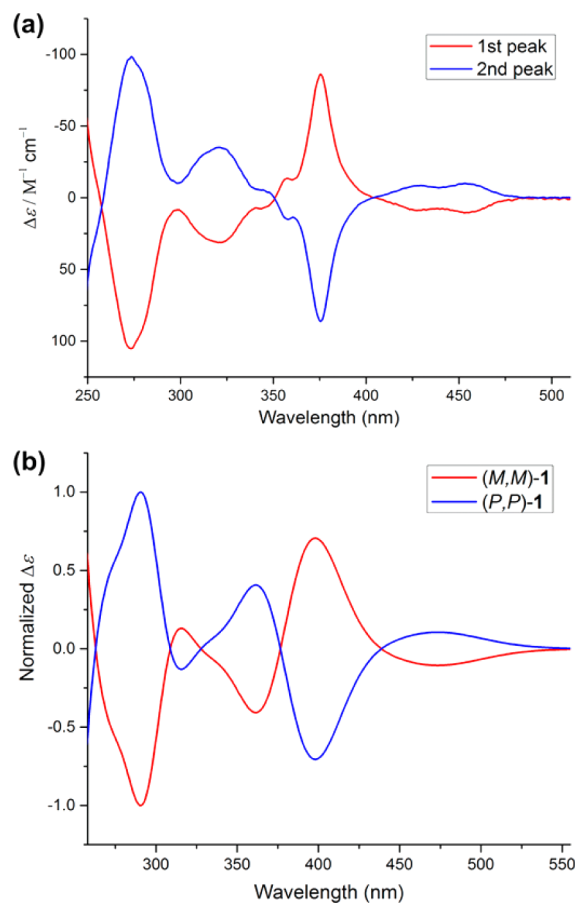 (a)
1st peak
2nd peak
-100
-50
0
50
100
Δε / M⁻¹ cm⁻¹
250 300 350 400 450 500
Wavelength (nm)
(b)
(M,M)-1
(P,P)-1
1.0
0.5
0.0
-0.5
-1.0
Normalized Δε
300 350 400 450 500 550
Wavelength (nm)